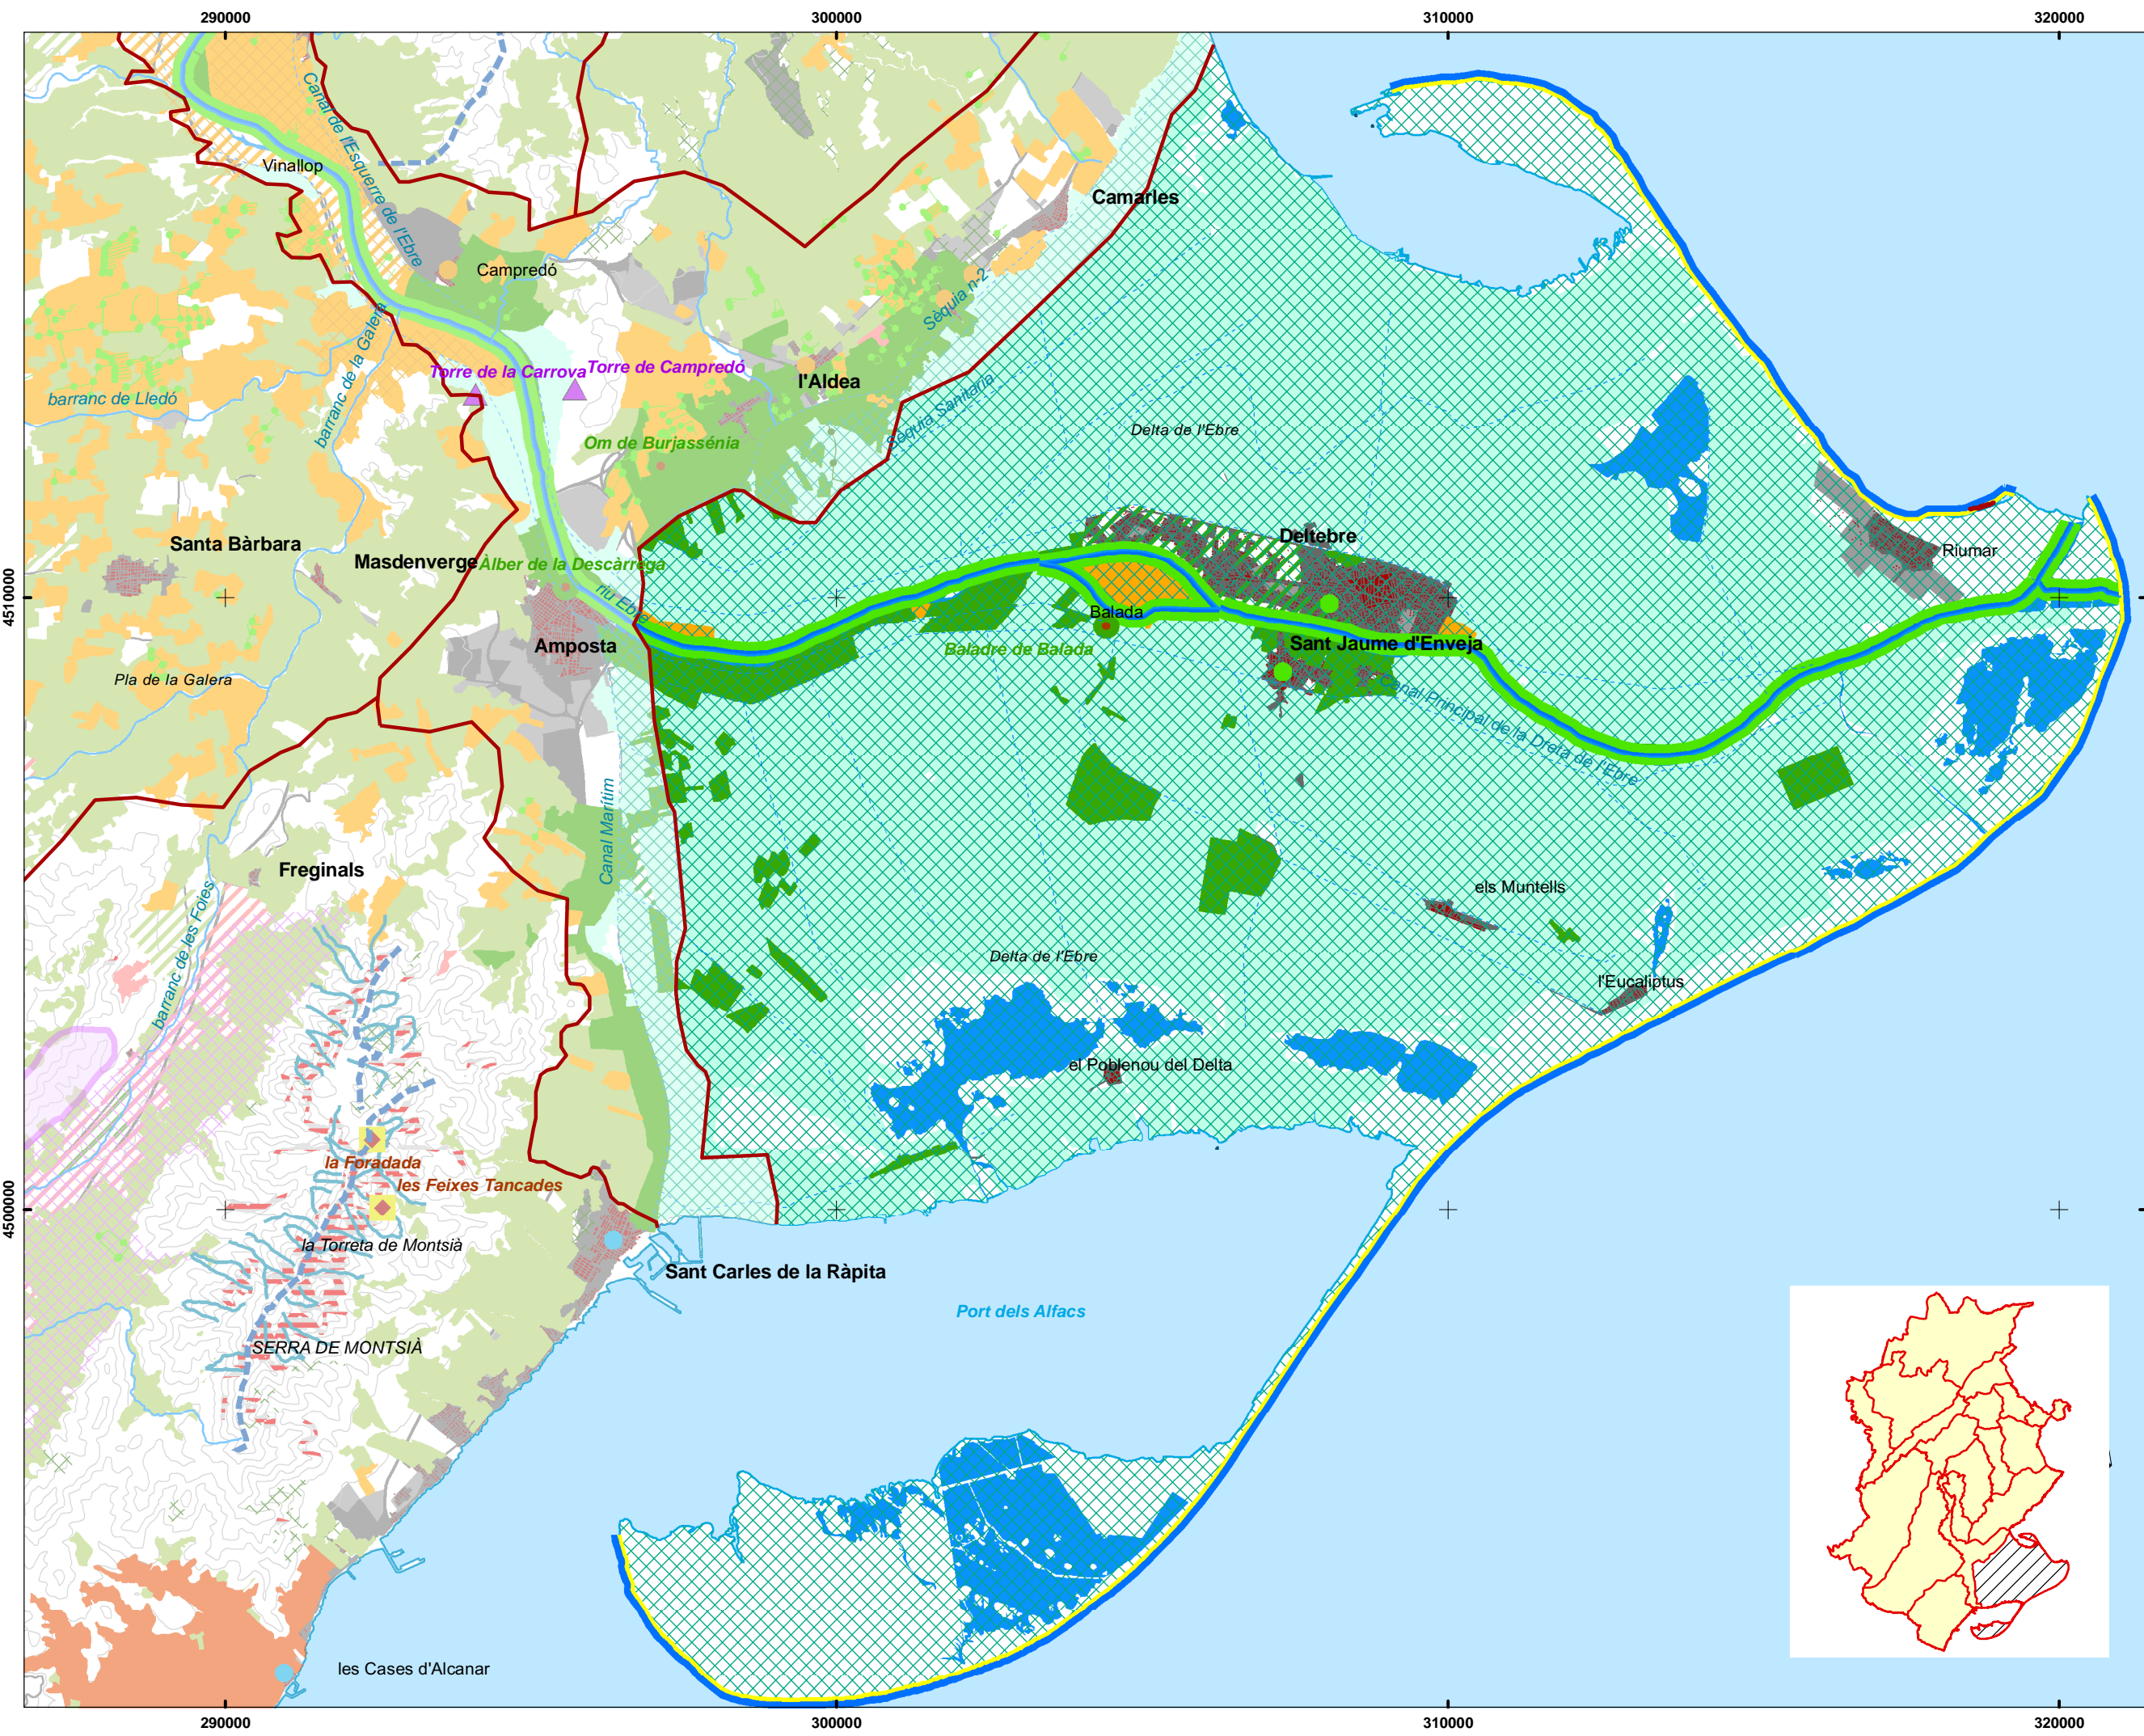 290000
300000
310000
320000
Canal de l'Esquerre de l'Ebre
Vinallop
Camarles
Campredó
Sèquia n-2
barranc de la Galera
Torre de la Carrova
Torre de Campredó
l'Aldea
barranc de Lledó
Sèquia Sanitaria
Delta de l'Ebre
Om de Burjassénia
Deltebre
Santa Bàrbara
Riumar
Masdenverge
Àlber de la Descàrrega
4510000
riu Ebre
Balada
Amposta
Baladre de Balada
Sant Jaume d'Enveja
Pla de la Galera
Canal Principal de la Dreta de l'Ebre
Canal Marítim
Freginals
els Muntells
barranc de les Foies
Delta de l'Ebre
l'Eucaliptus
el Poblenou del Delta
la Foradada
les Feixes Tancades
4500000
la Torreta de Montsià
Sant Carles de la Ràpita
Port dels Alfacs
SERRA DE MONTSIÀ
les Cases d'Alcanar
290000
300000
310000
320000